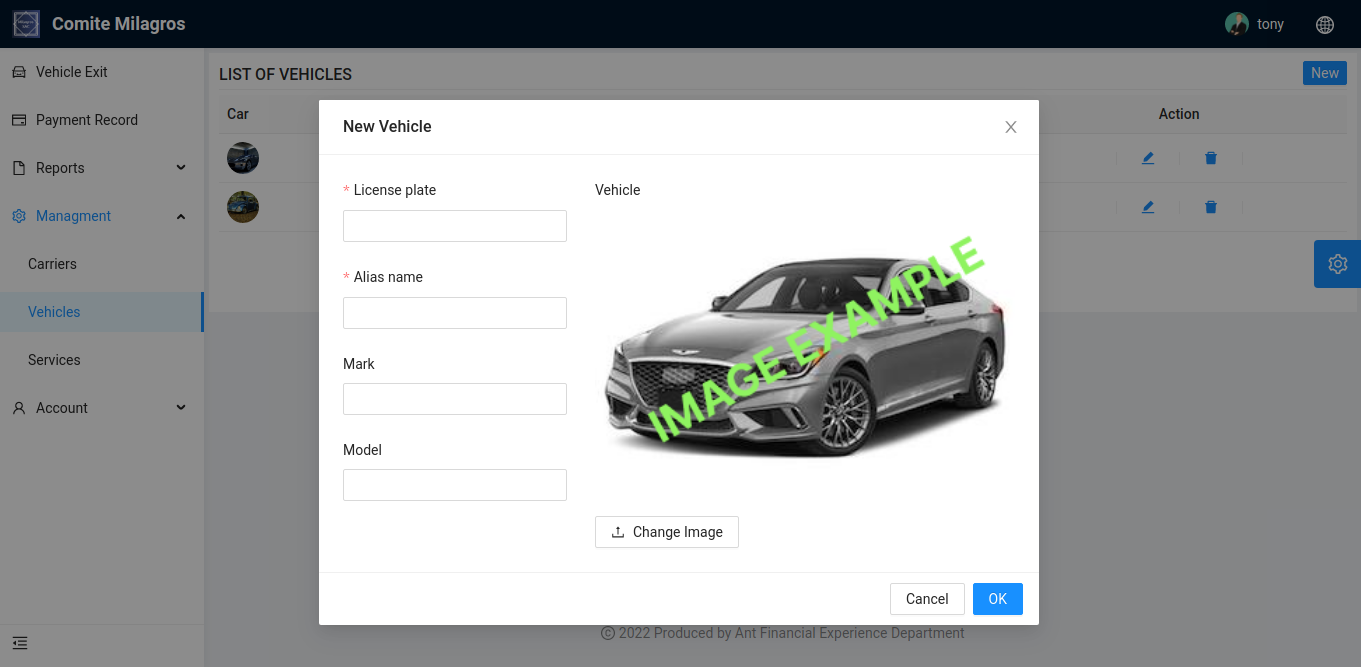 Comite Milagros
tony
Vehicle Exit
Payment Record
Reports
Managment
Carriers
Vehicles
Services
Account
LIST OF VEHICLES
New
Car
Action
New Vehicle
* License plate
Vehicle
* Alias name
Mark
Model
IMAGE EXAMPLE
Change Image
Cancel
OK
© 2022 Produced by Ant Financial Experience Department